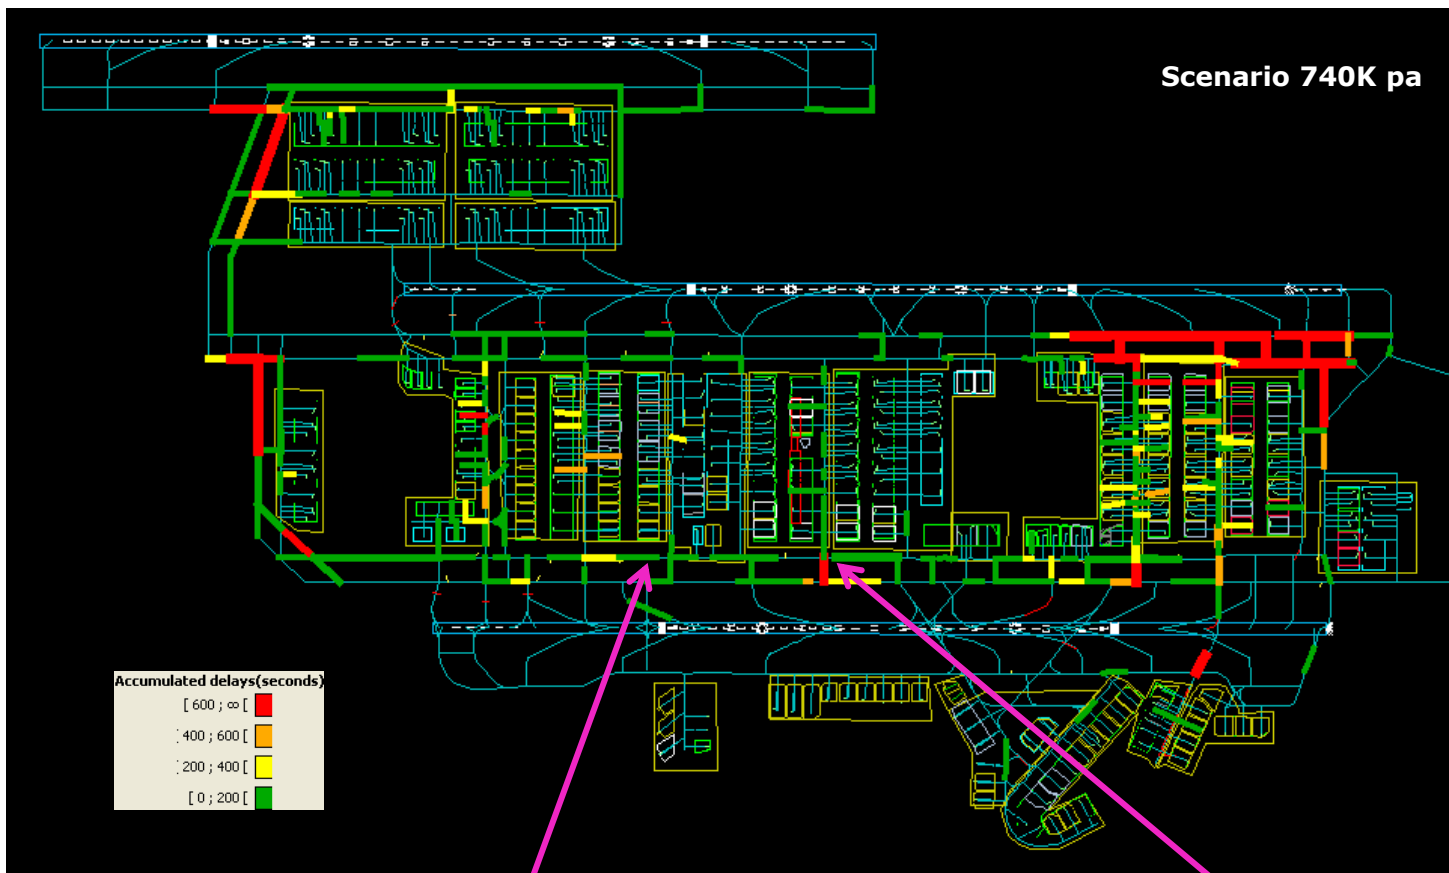 Scenario 740K pa
Accumulated delays(seconds)
[ 600 ; ∞ [
[ 400 ; 600 [
[ 200 ; 400 [
[ 0 ; 200 [